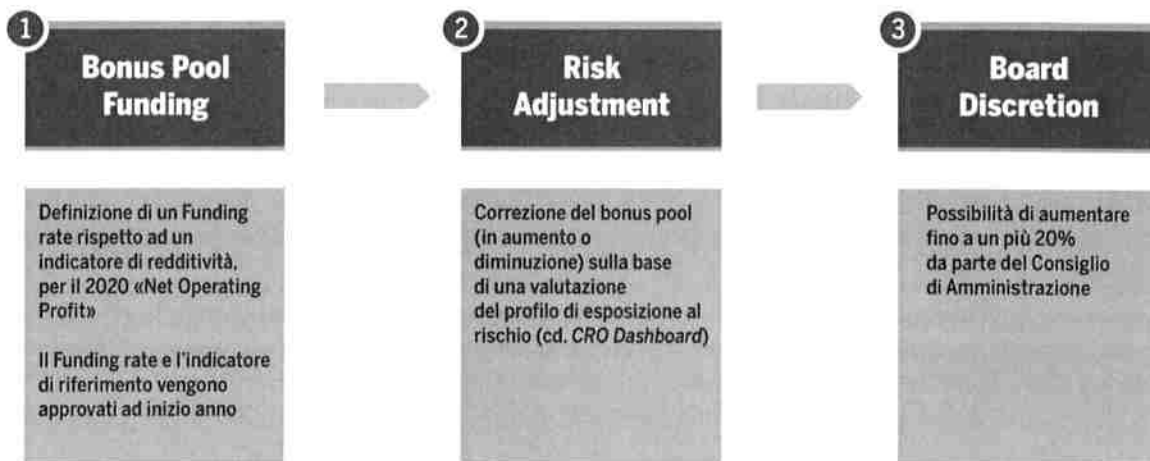 1
Bonus Pool
Funding
Definizione di un Funding
rate rispetto ad un
indicatore di redditività,
per il 2020 «Net Operating
Profit»
Il Funding rate e l'indicatore
di riferimento vengono
approvati ad inizio anno
2
Risk
Adjustment
Correzione del bonus pool
(in aumento o
diminuzione) sulla base
di una valutazione
del profilo di esposizione al
rischio (cd. CRO Dashboard)
3
Board
Discretion
Possibilità di aumentare
fino a un più 20%
da parte del Consiglio
di Amministrazione